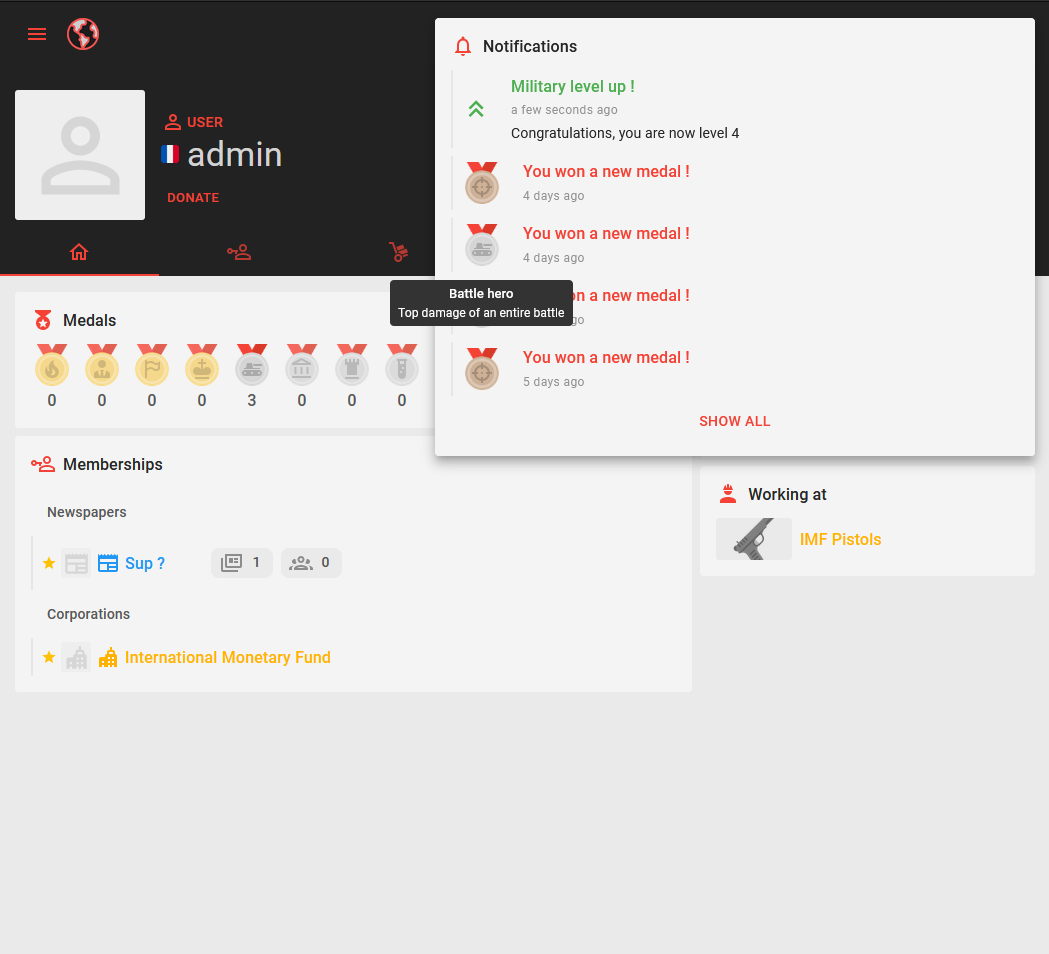 Notifications
Military level up !
a few seconds ago
Congratulations, you are now level 4
You won a new medal !
4 days ago
You won a new medal !
4 days ago
Battle hero
Top damage of an entire battle
n a new medal !
go
You won a new medal !
5 days ago
SHOW ALL
USER
admin
DONATE
Medals
0 0 0 0 3 0 0 0
Memberships
Newspapers
Sup ? 1 0
Corporations
International Monetary Fund
Working at
IMF Pistols